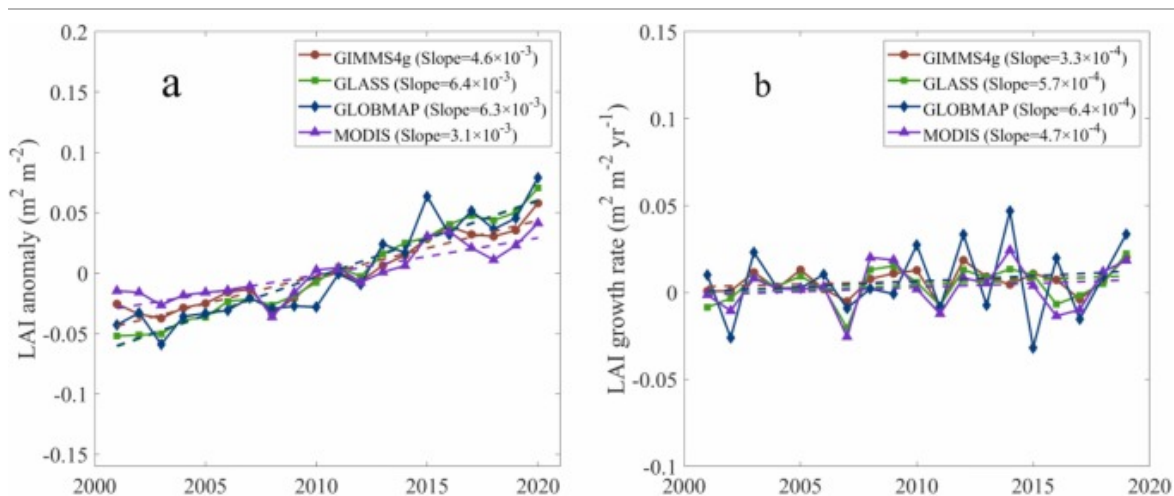 a
GIMMS4g (Slope=4.6×10⁻³)
GLASS (Slope=6.4×10⁻³)
GLOBMAP (Slope=6.3×10⁻³)
MODIS (Slope=3.1×10⁻³)
LAI anomaly (m² m⁻²)
0.2
0.15
0.1
0.05
0
-0.05
-0.1
-0.15
2000
2005
2010
2015
2020
b
GIMMS4g (Slope=3.3×10⁻⁴)
GLASS (Slope=5.7×10⁻⁴)
GLOBMAP (Slope=6.4×10⁻⁴)
MODIS (Slope=4.7×10⁻⁴)
LAI growth rate (m² m⁻² yr⁻¹)
0.15
0.1
0.05
0
-0.05
-0.1
2000
2005
2010
2015
2020